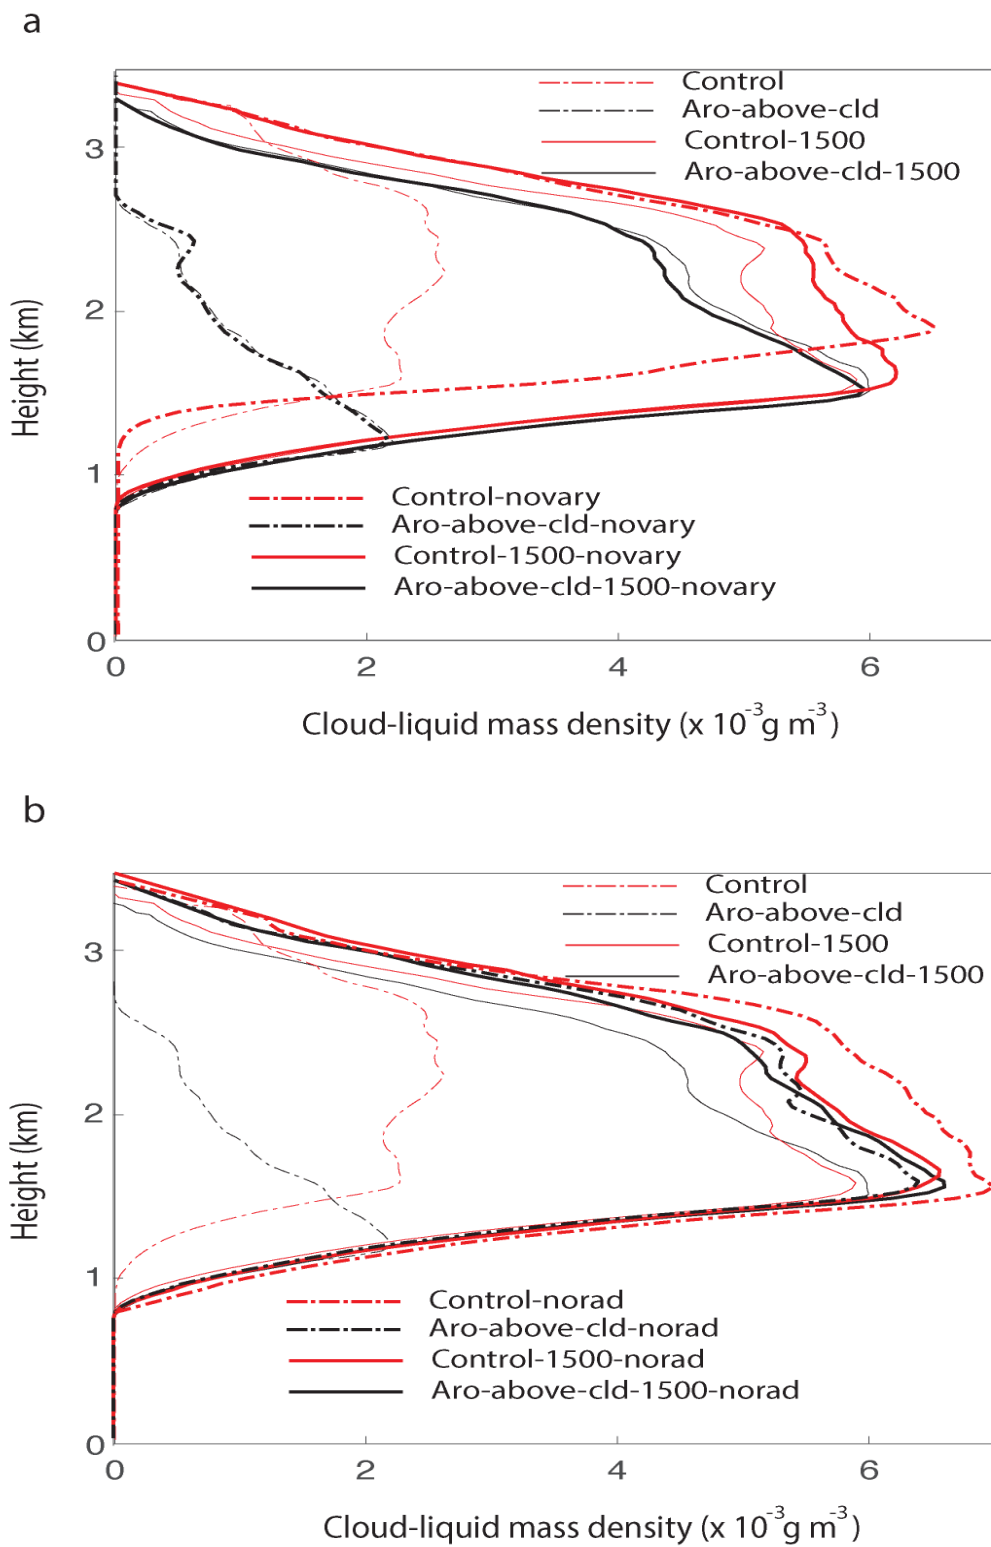 a
Control
Aro-above-cld
Control-1500
Aro-above-cld-1500
3
2
1
0
Height (km)
Control-novary
Aro-above-cld-novary
Control-1500-novary
Aro-above-cld-1500-novary
0 2 4 6
Cloud-liquid mass density (x 10⁻³g m⁻³)
b
Control
Aro-above-cld
Control-1500
Aro-above-cld-1500
3
2
1
0
Height (km)
Control-norad
Aro-above-cld-norad
Control-1500-norad
Aro-above-cld-1500-norad
0 2 4 6
Cloud-liquid mass density (x 10⁻³g m⁻³)